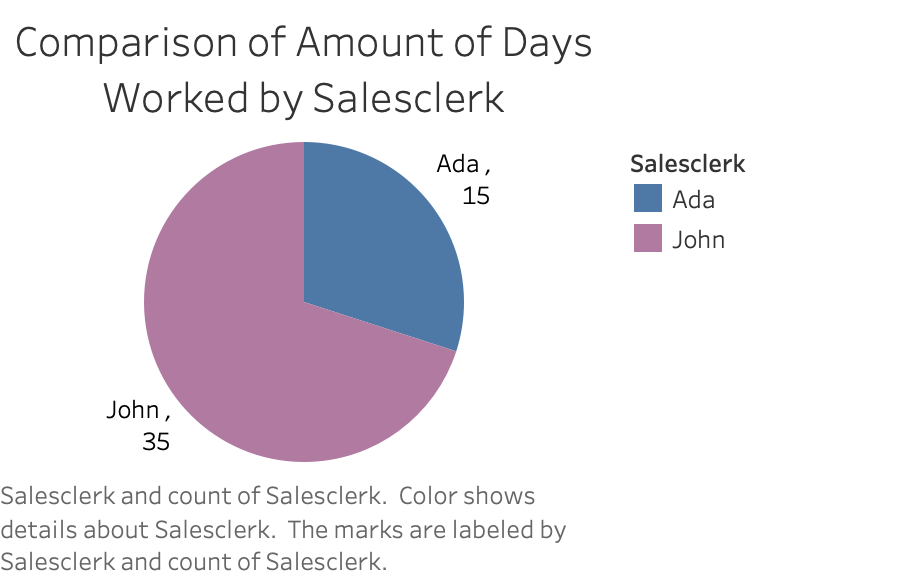 Comparison of Amount of Days
Worked by Salesclerk
Ada ,
15
Salesclerk
Ada
John
John ,
35
Salesclerk and count of Salesclerk.  Color shows
details about Salesclerk.  The marks are labeled by
Salesclerk and count of Salesclerk.